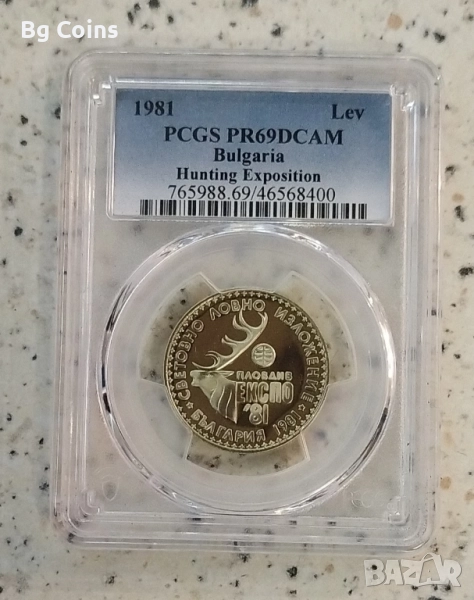 Bg Coins
1981 Lev
PCGS PR69DCAM
Bulgaria
Hunting Exposition
765988.69/46568400
СВЕТОВНО ЛОВНО ИЗЛОЖЕНИЕ
ПЛОВДИВ
ЕКСПО
'81
БЪЛГАРИЯ 1981
BAZAR